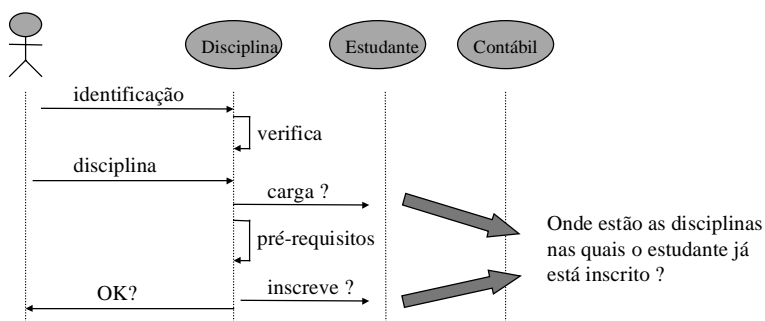 Disciplina
Estudante
Contábil
identificação
verifica
disciplina
carga ?
pré-requisitos
OK?
inscreve ?
Onde estão as disciplinas
nas quais o estudante já
está inscrito ?